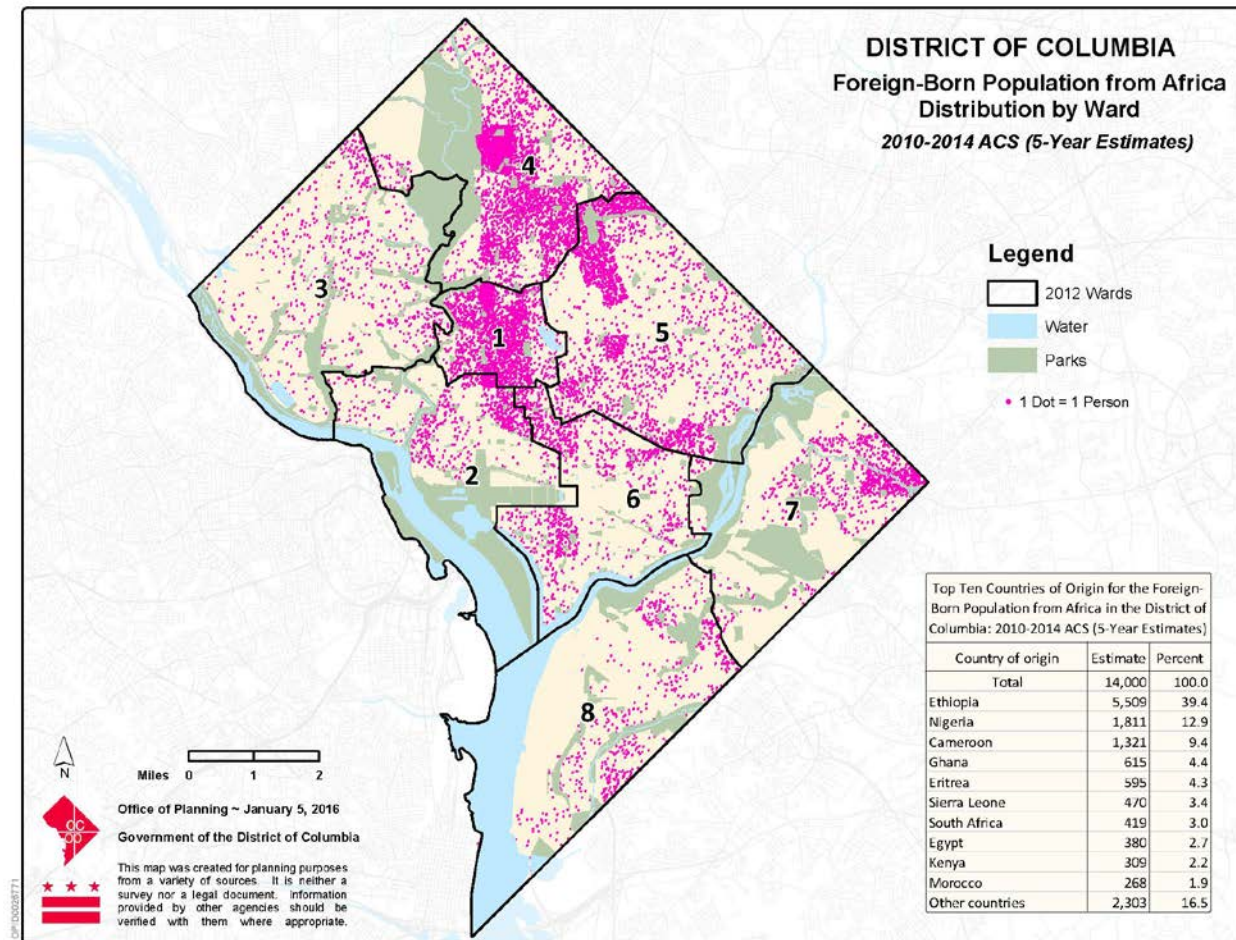 DISTRICT OF COLUMBIA
Foreign-Born Population from Africa
Distribution by Ward
2010-2014 ACS (5-Year Estimates)
4
3
1
5
2
6
7
8
Legend
2012 Wards
Water
Parks
1 Dot = 1 Person
Top Ten Countries of Origin for the Foreign-
Born Population from Africa in the District of
Columbia: 2010-2014 ACS (5-Year Estimates)
Country of origin Estimate Percent
Total 14,000 100.0
Ethiopia 5,509 39.4
Nigeria 1,811 12.9
Cameroon 1,321 9.4
Ghana 615 4.4
Eritrea 595 4.3
Sierra Leone 470 3.4
South Africa 419 3.0
Egypt 380 2.7
Kenya 309 2.2
Morocco 268 1.9
Other countries 2,303 16.5
N
Miles 0 1 2
dc
op
Office of Planning ~ January 5, 2016
Government of the District of Columbia
This map was created for planning purposes
from a variety of sources. It is neither a
survey nor a legal document. Information
provided by other agencies should be
verified with them where appropriate.